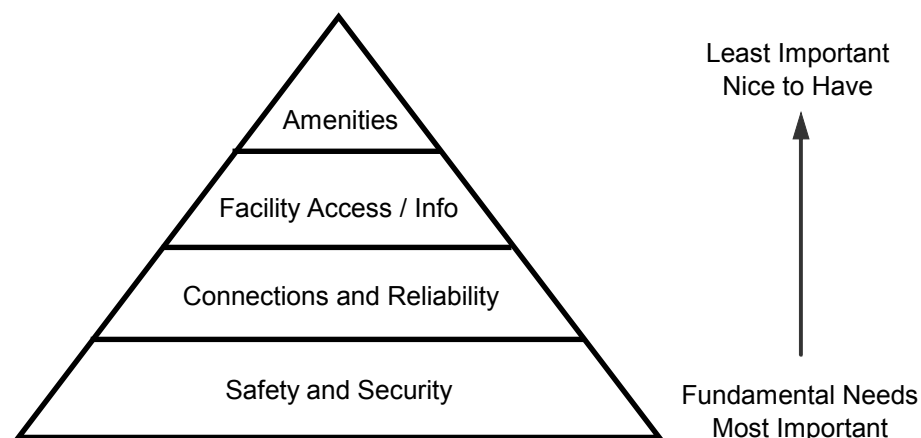 Least Important
Nice to Have
Amenities
Facility Access / Info
Connections and Reliability
Safety and Security
Fundamental Needs
Most Important